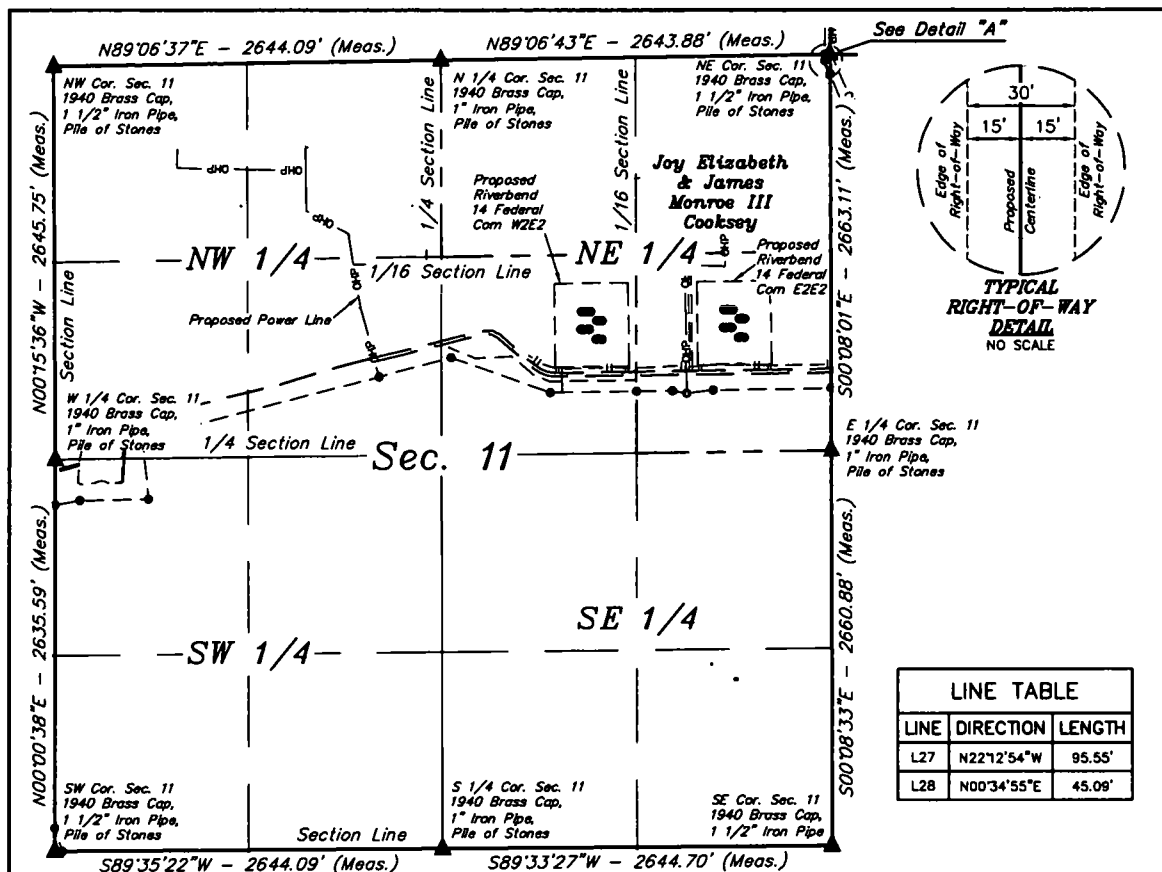 N89°06'37"E - 2644.09' (Meas.)
N89°06'43"E - 2643.88' (Meas.)
See Detail "A"
NW Cor. Sec. 11
1940 Brass Cap,
1 1/2" Iron Pipe,
Pile of Stones
N 1/4 Cor. Sec. 11
1940 Brass Cap,
1" Iron Pipe,
Pile of Stones
NE Cor. Sec. 11
1940 Brass Cap,
1 1/2" Iron Pipe,
Pile of Stones
30'
15'
15'
Edge of
Right-of-Way
Proposed
Centerline
Edge of
Right-of-Way
TYPICAL
RIGHT-OF-WAY
DETAIL
NO SCALE
N00°15'36"W - 2645.75' (Meas.)
Section Line
1/4 Section Line
1/16 Section Line
S00°08'01"E - 2663.11' (Meas.)
OHP
OHP
OHP
OHP
OHP
Proposed
Riverbend
14 Federal
Com W2E2
Joy Elizabeth
& James
Monroe III
Cooksey
OHP
OHP
Proposed
Riverbend
14 Federal
Com E2E2
NW 1/4
NE 1/4
1/16 Section Line
Proposed Power Line
W 1/4 Cor. Sec. 11
1940 Brass Cap,
1" Iron Pipe,
Pile of Stones
1/4 Section Line
Sec. 11
E 1/4 Cor. Sec. 11
1940 Brass Cap,
1" Iron Pipe,
Pile of Stones
N00°00'38"E - 2635.59' (Meas.)
SW 1/4
SE 1/4
S00°08'33"E - 2660.88' (Meas.)
LINE TABLE
LINE DIRECTION LENGTH
L27 N22°12'54"W 95.55'
L28 N00°34'55"E 45.09'
SW Cor. Sec. 11
1940 Brass Cap,
1 1/2" Iron Pipe,
Pile of Stones
Section Line
S 1/4 Cor. Sec. 11
1940 Brass Cap,
1" Iron Pipe,
Pile of Stones
SE Cor. Sec. 11
1940 Brass Cap,
1 1/2" Iron Pipe
S89°35'22"W - 2644.09' (Meas.)
S89°33'27"W - 2644.70' (Meas.)